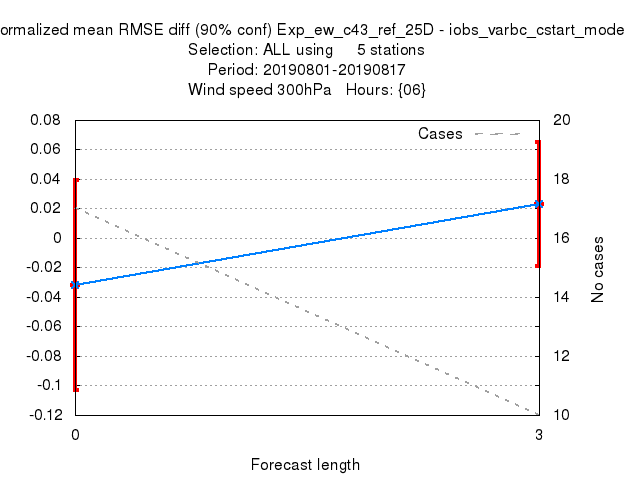 ormalized mean RMSE diff (90% conf) Exp_ew_c43_ref_25D - iobs_varbc_cstart_mode
Selection: ALL using 5 stations
Period: 20190801-20190817
Wind speed 300hPa Hours: {06}
Cases
0.08
0.06
0.04
0.02
0
-0.02
-0.04
-0.06
-0.08
-0.1
-0.12
20
18
16
14
12
10
No cases
0
3
Forecast length